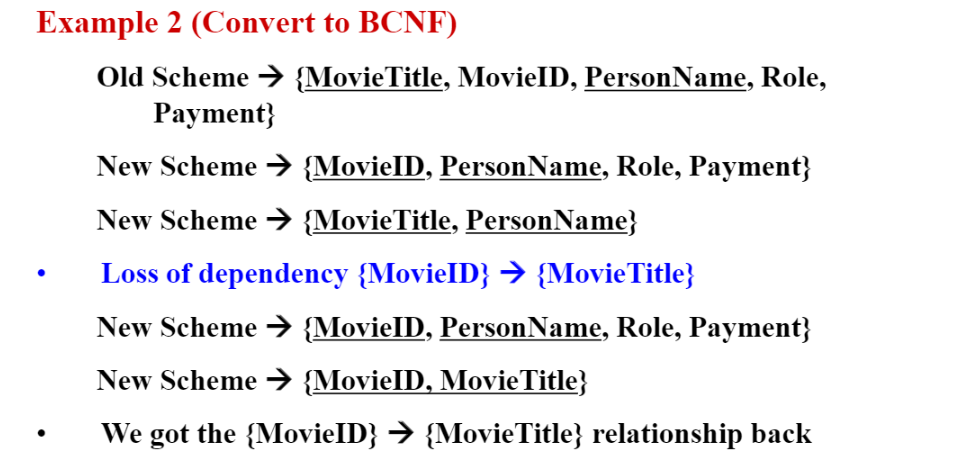 Example 2 (Convert to BCNF)
Old Scheme → {MovieTitle, MovieID, PersonName, Role,
Payment}
New Scheme → {MovieID, PersonName, Role, Payment}
New Scheme → {MovieTitle, PersonName}
• Loss of dependency {MovieID} → {MovieTitle}
New Scheme → {MovieID, PersonName, Role, Payment}
New Scheme → {MovieID, MovieTitle}
• We got the {MovieID} → {MovieTitle} relationship back